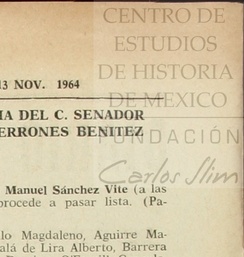 CENTRO DE
ESTUDIOS
DE HISTORIA
DE MEXICO
FUNDACIÓN
Carlos Slim
13 NOV. 1964
IA DEL C. SENADOR
ERRONES BENITEZ
Manuel Sánchez Vite (a las
procede a pasar lista. (Pa-
lo Magdaleno, Aguirre Ma-
alá de Lira Alberto, Barrera